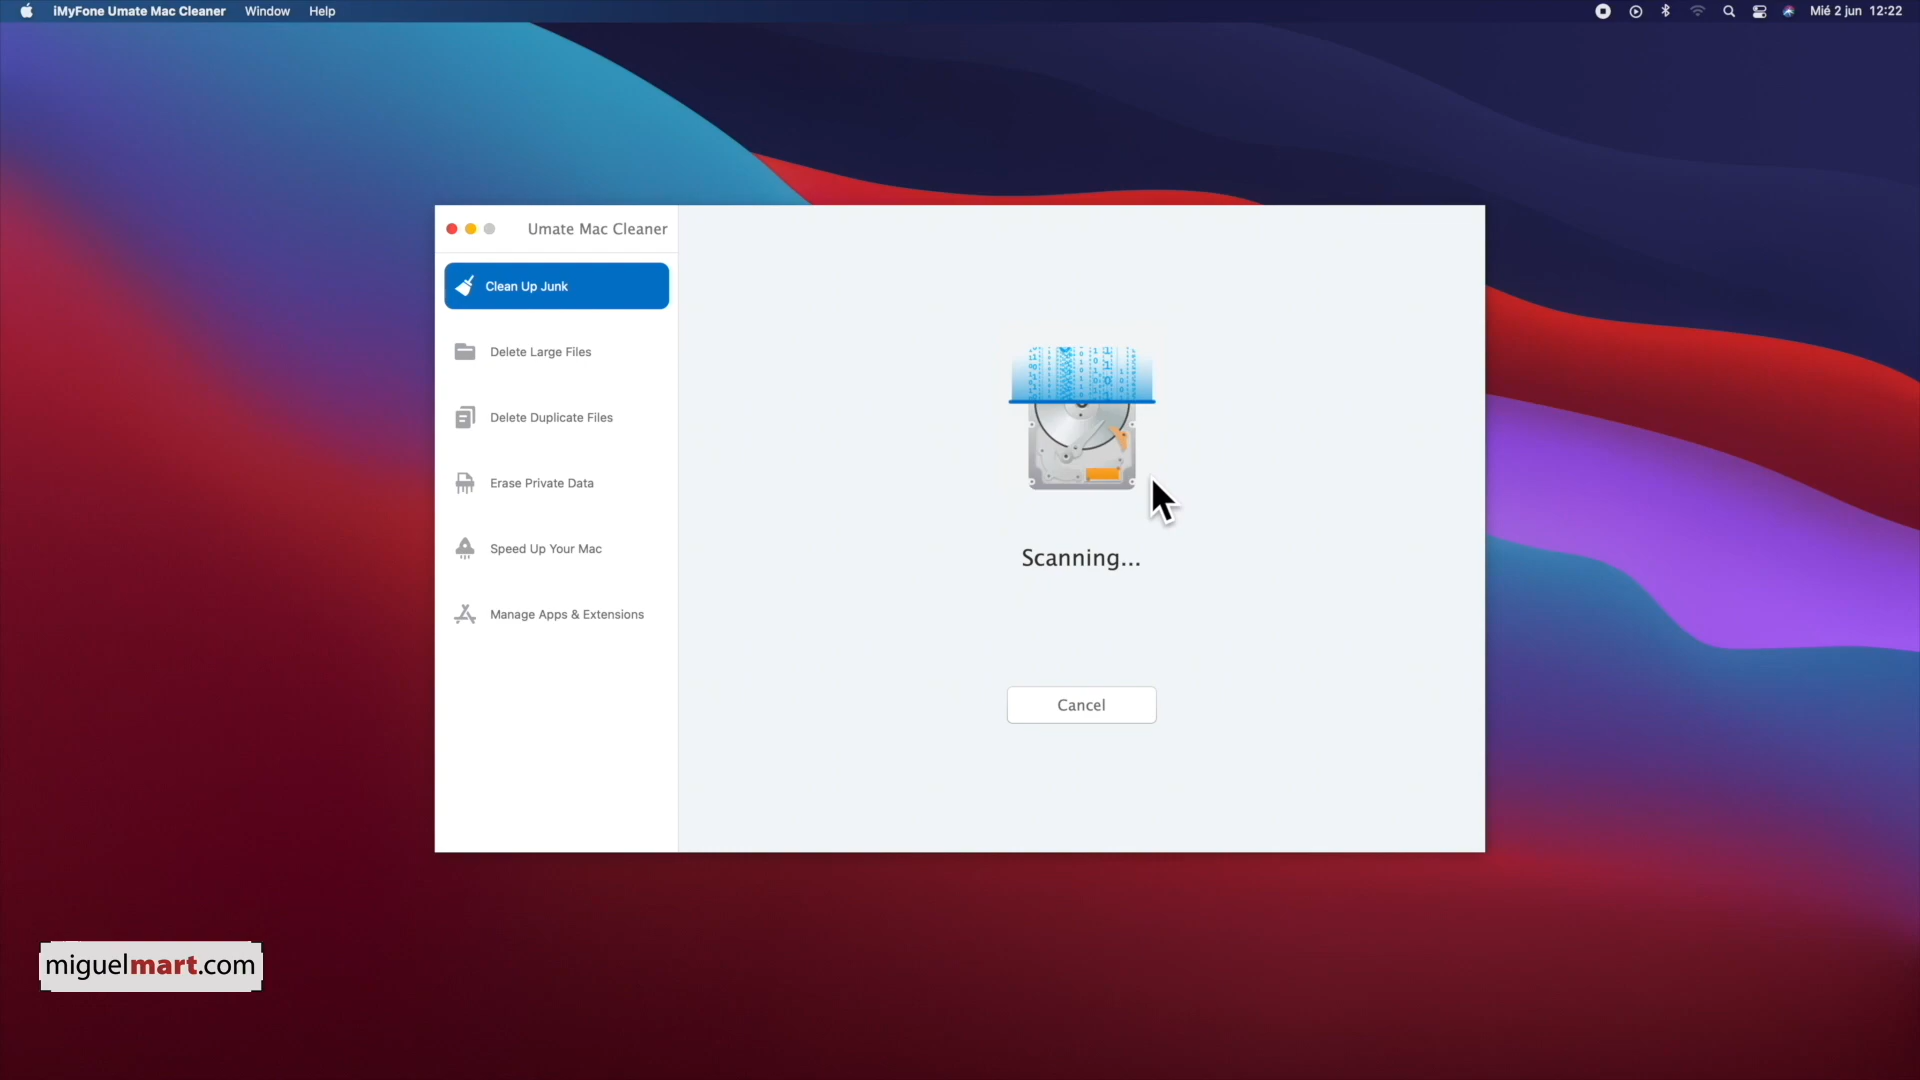 iMyFone Umate Mac Cleaner Window Help Mié 2 jun 12:22
Umate Mac Cleaner
Clean Up Junk
Delete Large Files
Delete Duplicate Files
Erase Private Data
Speed Up Your Mac
Manage Apps & Extensions
Scanning...
Cancel
miguelmart.com